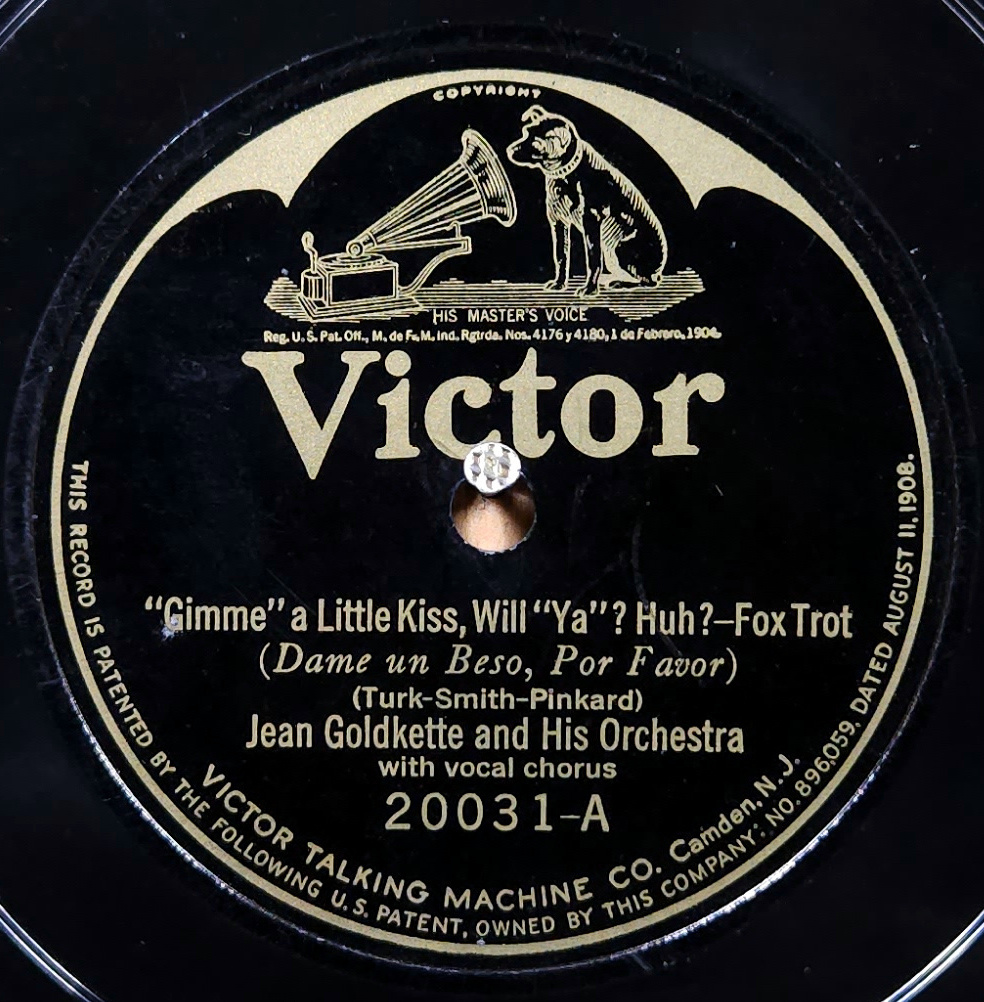 COPYRIGHT
HIS MASTER'S VOICE
Reg. U. S. Pat. Off., M. de F. M. Ind. Rgtrda. Nos. 4176 y 4180, 1 de Febrero, 1904.
Victor
"Gimme" a Little Kiss, Will "Ya"? Huh?–Fox Trot
(Dame un Beso, Por Favor)
(Turk-Smith-Pinkard)
Jean Goldkette and His Orchestra
with vocal chorus
20031-A
VICTOR TALKING MACHINE CO. Camden, N. J.
THIS RECORD IS PATENTED BY THE FOLLOWING U. S. PATENT, OWNED BY THIS COMPANY: NO. 896,059, DATED AUGUST 11, 1908.